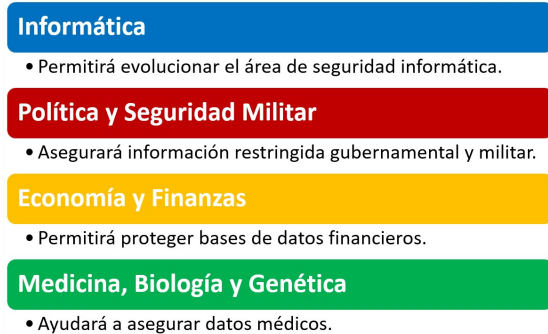 Informática
• Permitirá evolucionar el área de seguridad informática.
Política y Seguridad Militar
• Asegurará información restringida gubernamental y militar.
Economía y Finanzas
• Permitirá proteger bases de datos financieros.
Medicina, Biología y Genética
• Ayudará a asegurar datos médicos.